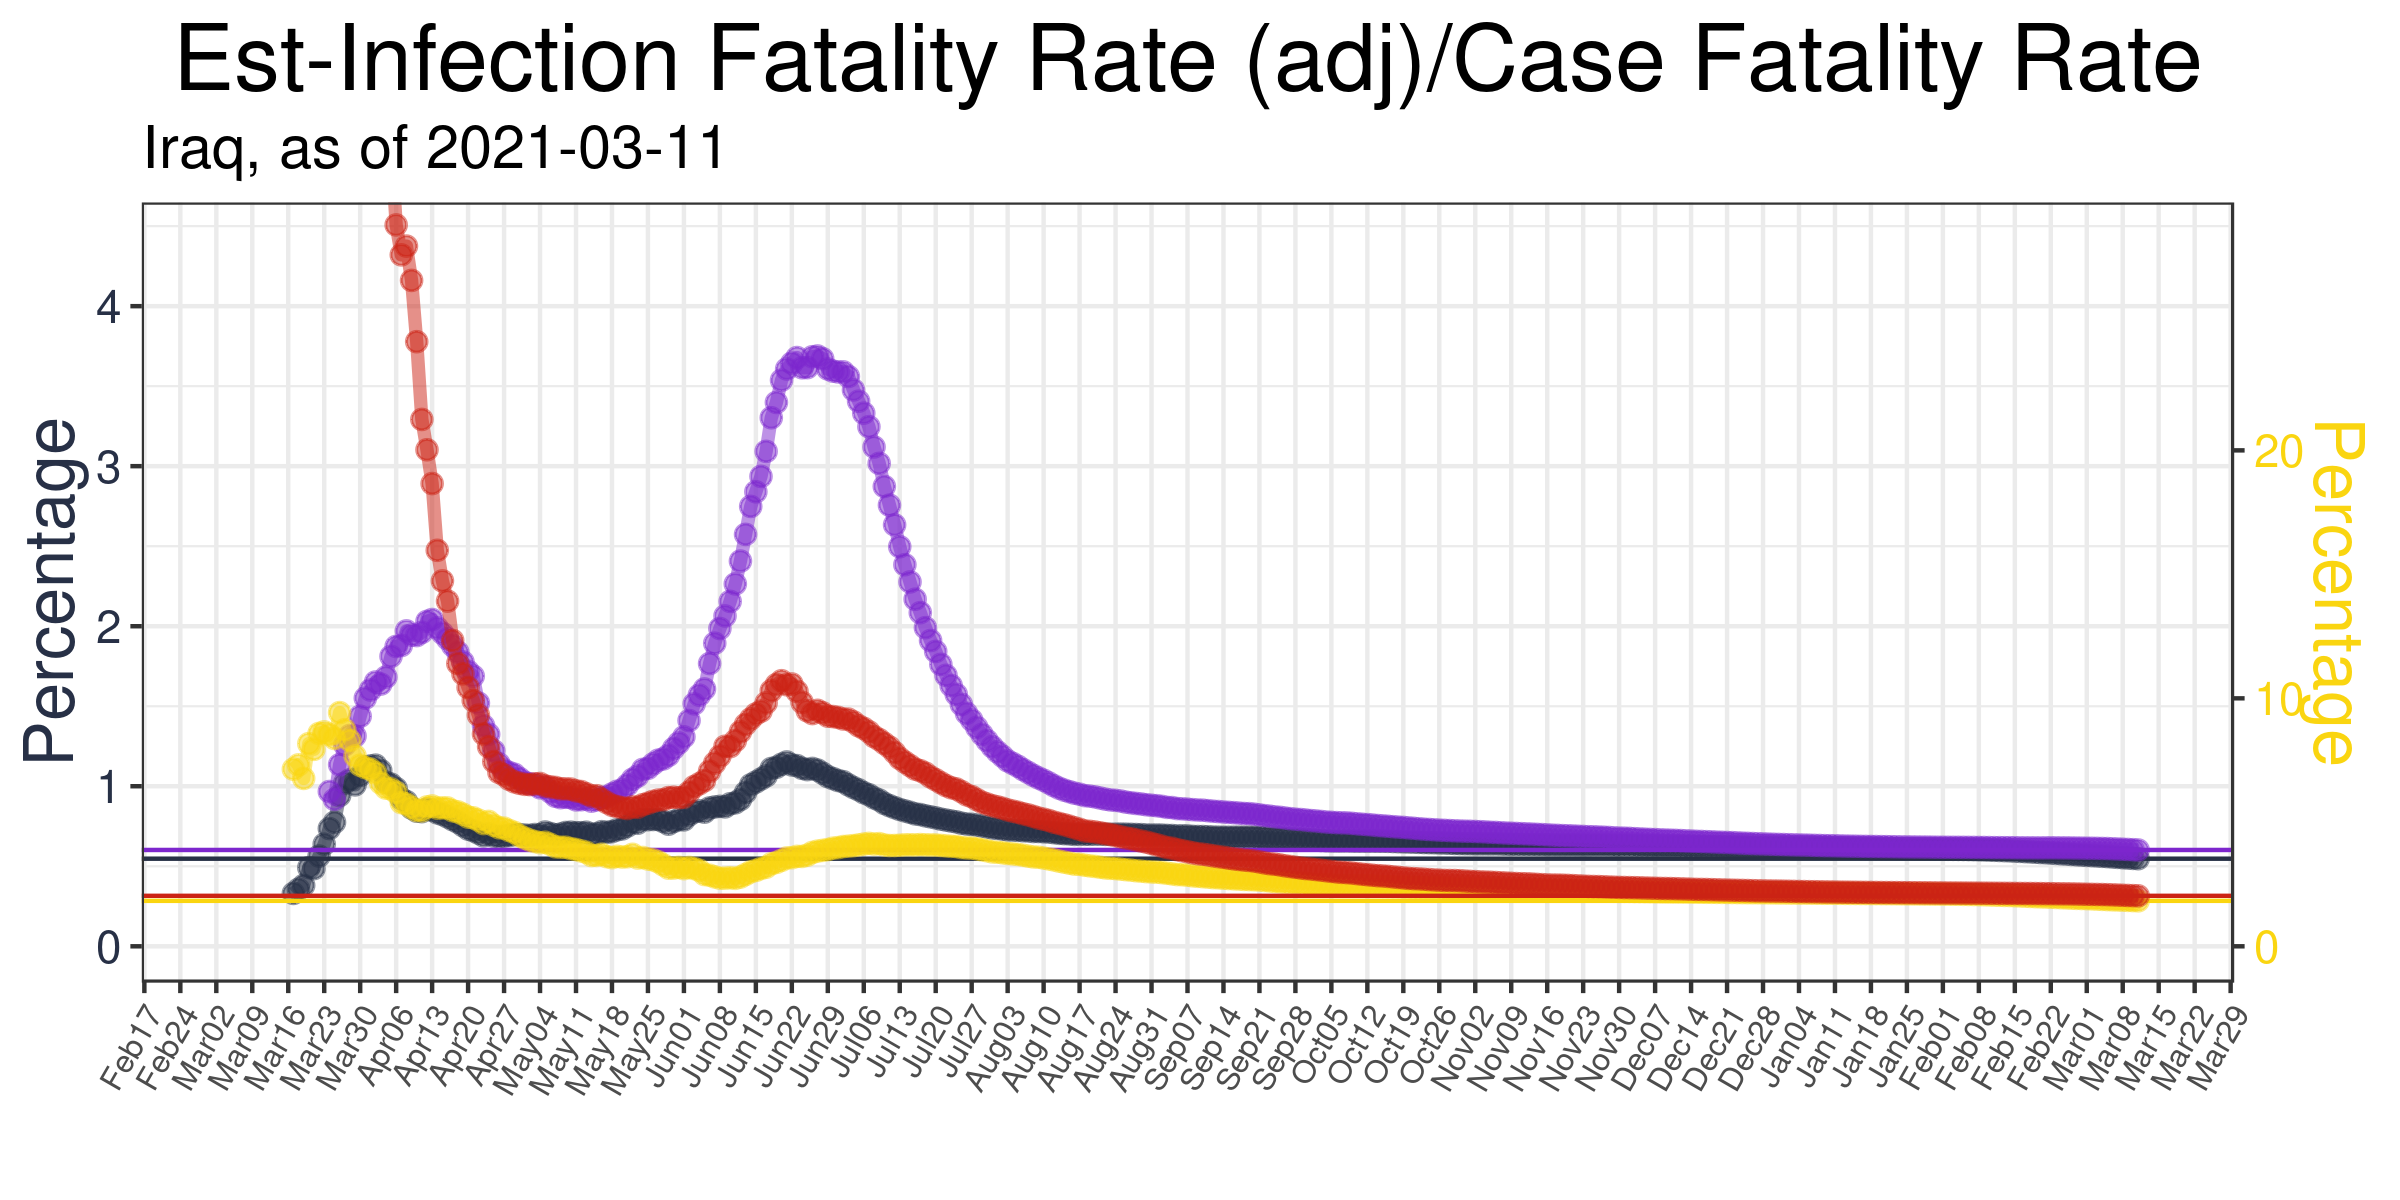 Est-Infection Fatality Rate (adj)/Case Fatality Rate
Iraq, as of 2021-03-11
Percentage
4
3
2
1
0
20
10
0
Percentage
Feb17
Feb24
Mar02
Mar09
Mar16
Mar23
Mar30
Apr06
Apr13
Apr20
Apr27
May04
May11
May18
May25
Jun01
Jun08
Jun15
Jun22
Jun29
Jul06
Jul13
Jul20
Jul27
Aug03
Aug10
Aug17
Aug24
Aug31
Sep07
Sep14
Sep21
Sep28
Oct05
Oct12
Oct19
Oct26
Nov02
Nov09
Nov16
Nov23
Nov30
Dec07
Dec14
Dec21
Dec28
Jan04
Jan11
Jan18
Jan25
Feb01
Feb08
Feb15
Feb22
Mar01
Mar08
Mar15
Mar22
Mar29